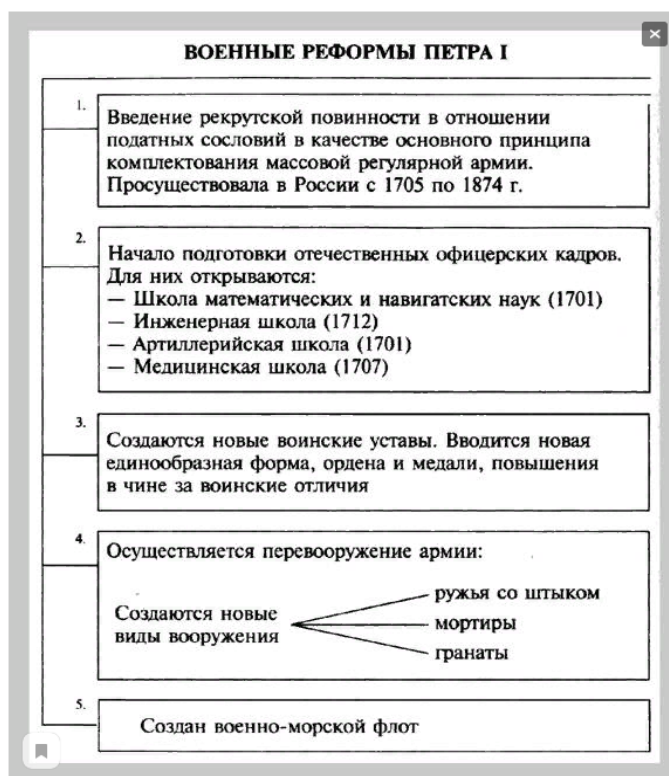 ВОЕННЫЕ РЕФОРМЫ ПЕТРА I
1.
Введение рекрутской повинности в отношении
податных сословий в качестве основного принципа
комплектования массовой регулярной армии.
Просуществовала в России с 1705 по 1874 г.
2.
Начало подготовки отечественных офицерских кадров.
Для них открываются:
— Школа математических и навигатских наук (1701)
— Инженерная школа (1712)
— Артиллерийская школа (1701)
— Медицинская школа (1707)
3.
Создаются новые воинские уставы. Вводится новая
единообразная форма, ордена и медали, повышения
в чине за воинские отличия
4.
Осуществляется перевооружение армии:
Создаются новые
виды вооружения
ружья со штыком
мортиры
гранаты
5.
Создан военно-морской флот